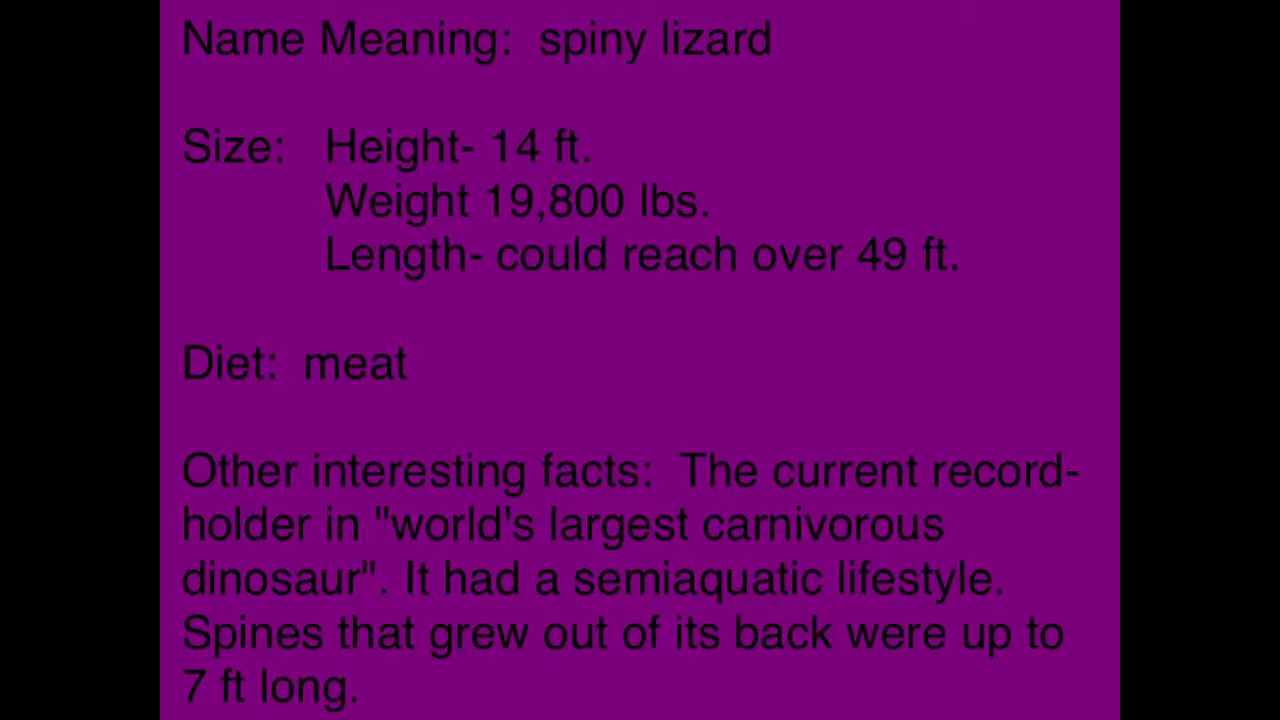 Name Meaning:  spiny lizard
Size:   Height- 14 ft.
Weight 19,800 lbs.
Length- could reach over 49 ft.
Diet:  meat
Other interesting facts:  The current record-
holder in "world's largest carnivorous
dinosaur". It had a semiaquatic lifestyle.
Spines that grew out of its back were up to
7 ft long.